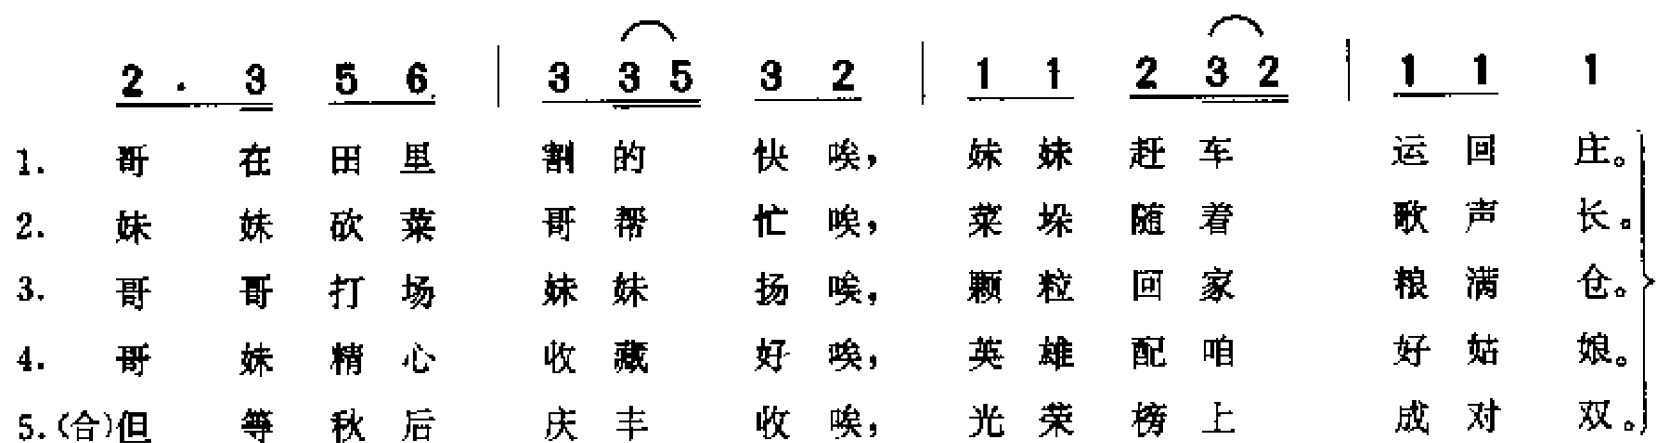 2 . 3 5 6 | 3 3 5 3 2 | 1 1 2 3 2 | 1 1 1
1. 哥 在 田 里 割 的 快 唉, 妹 妹 赶 车 运 回 庄。
2. 妹 妹 砍 菜 哥 帮 忙 唉, 菜 垛 随 着 歌 声 长。
3. 哥 哥 打 场 妹 妹 扬 唉, 颗 粒 回 家 粮 满 仓。
4. 哥 妹 精 心 收 藏 好 唉, 英 雄 配 咱 好 姑 娘。
5.(合)但 等 秋 后 庆 丰 收 唉, 光 荣 榜 上 成 对 双。